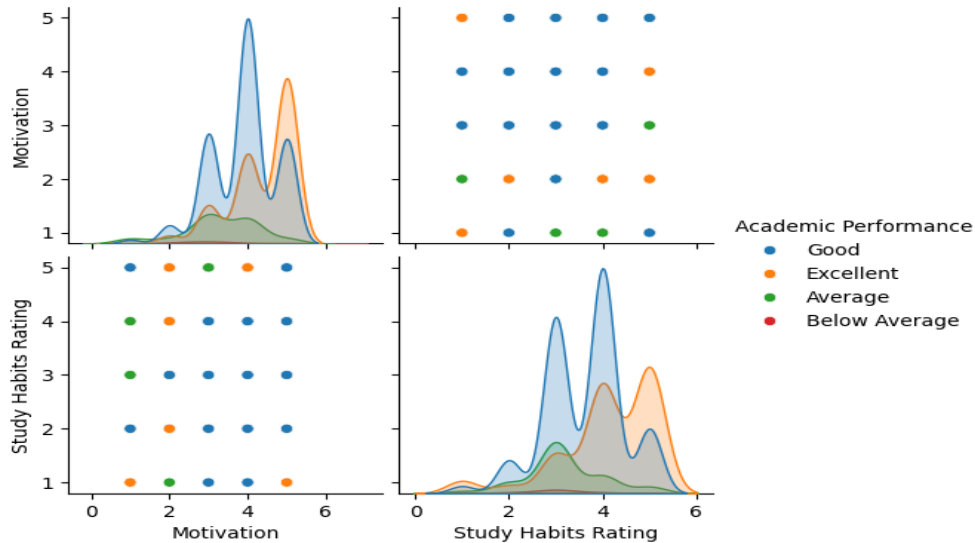 5
4
3
2
1
Motivation
5
4
3
2
1
Study Habits Rating
0 2 4 6
Motivation
0 2 4 6
Study Habits Rating
Academic Performance
Good
Excellent
Average
Below Average